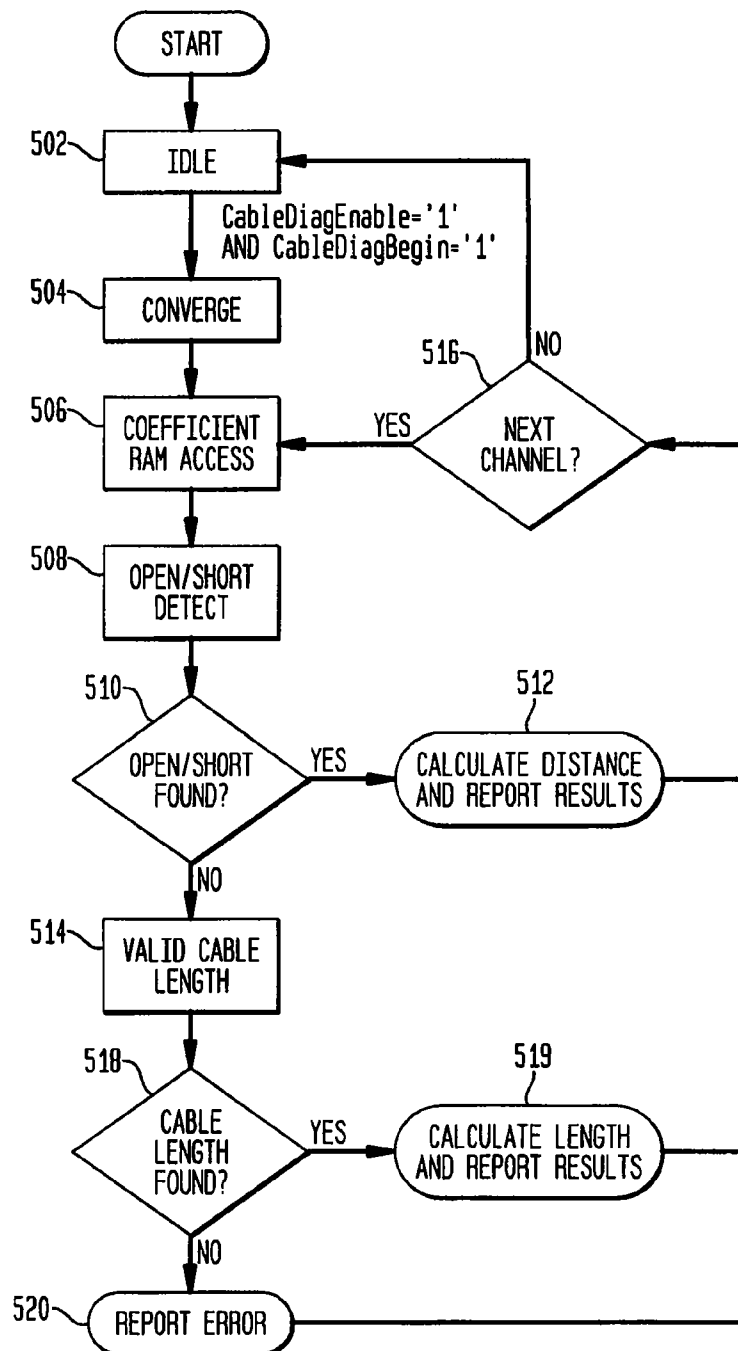 START
502
IDLE
CableDiagEnable='1'
AND CableDiagBegin='1'
504
CONVERGE
516
NO
506
COEFFICIENT
RAM ACCESS
YES
NEXT
CHANNEL?
508
OPEN/SHORT
DETECT
510
OPEN/SHORT
FOUND?
YES
512
CALCULATE DISTANCE
AND REPORT RESULTS
NO
514
VALID CABLE
LENGTH
518
CABLE
LENGTH
FOUND?
YES
519
CALCULATE LENGTH
AND REPORT RESULTS
NO
520
REPORT ERROR